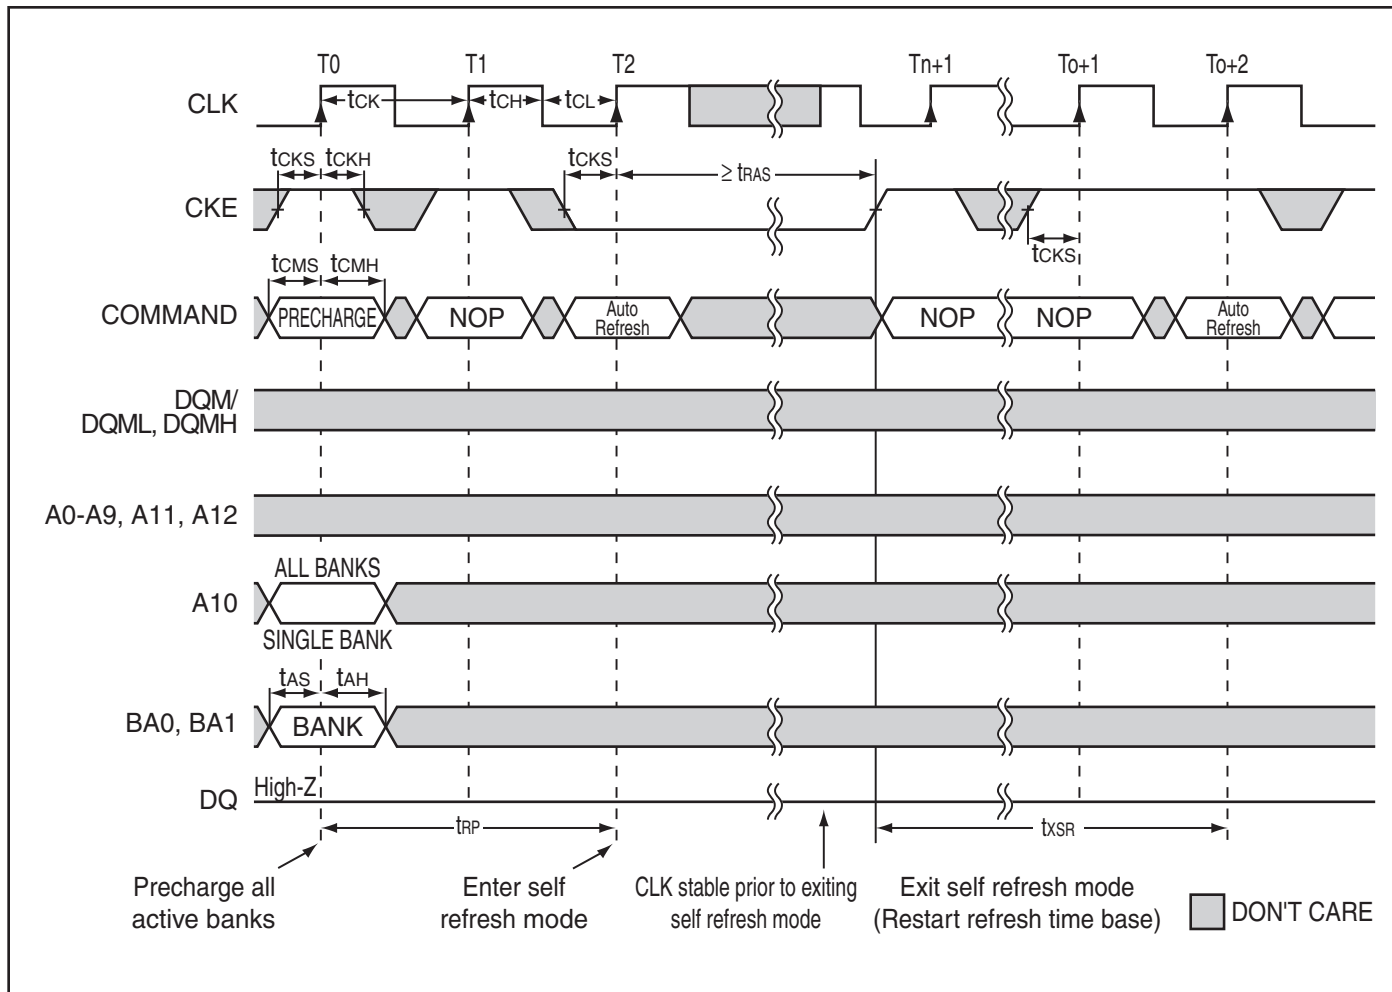 T0 T1 T2 Tn+1 To+1 To+2
CLK tCK tCH tCL
tCKS tCKH tCKS ≥ tRAS
CKE
tCKS
tCMS tCMH
COMMAND PRECHARGE NOP Auto Refresh NOP NOP Auto Refresh
DQM/
DQML, DQMH
A0-A9, A11, A12
ALL BANKS
A10
SINGLE BANK
tAS tAH
BA0, BA1 BANK
High-Z
DQ
tRP tXSR
Precharge all
active banks
Enter self
refresh mode
CLK stable prior to exiting
self refresh mode
Exit self refresh mode
(Restart refresh time base)
DON'T CARE